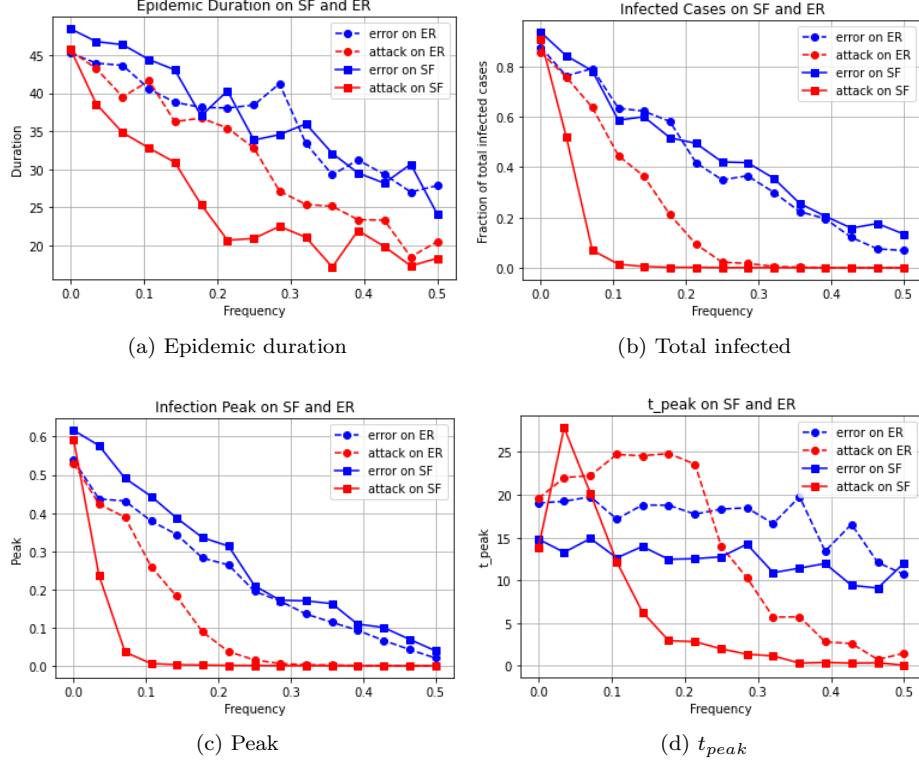 Epidemic Duration on SF and ER
45
40
35
30
25
20
Duration
0.0 0.1 0.2 0.3 0.4 0.5
Frequency
error on ER
attack on ER
error on SF
attack on SF
(a) Epidemic duration
Infected Cases on SF and ER
0.8
0.6
0.4
0.2
0.0
Fraction of total infected cases
0.0 0.1 0.2 0.3 0.4 0.5
Frequency
error on ER
attack on ER
error on SF
attack on SF
(b) Total infected
Infection Peak on SF and ER
0.6
0.5
0.4
0.3
0.2
0.1
0.0
Peak
0.0 0.1 0.2 0.3 0.4 0.5
Frequency
error on ER
attack on ER
error on SF
attack on SF
(c) Peak
t_peak on SF and ER
25
20
15
10
5
0
t_peak
0.0 0.1 0.2 0.3 0.4 0.5
Frequency
error on ER
attack on ER
error on SF
attack on SF
(d) t_peak